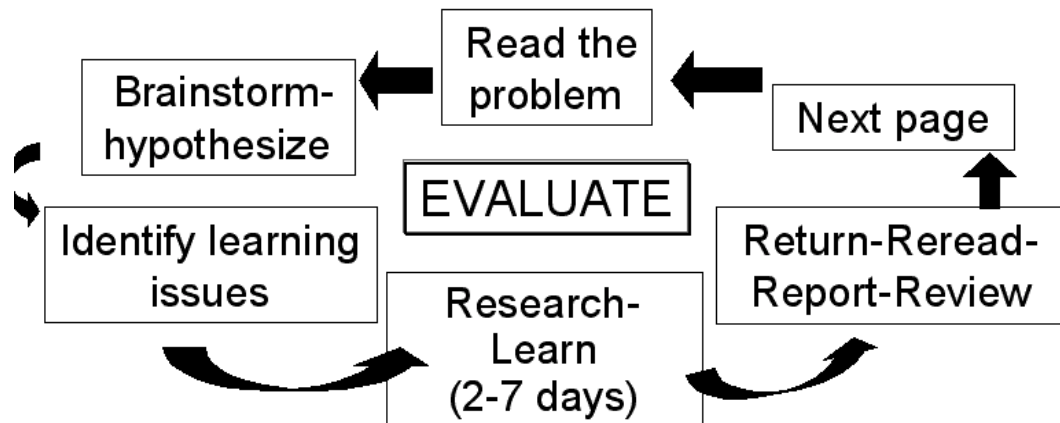 Read the
problem
Brainstorm-
hypothesize
Next page
EVALUATE
Identify learning
issues
Return-Reread-
Report-Review
Research-
Learn
(2-7 days)